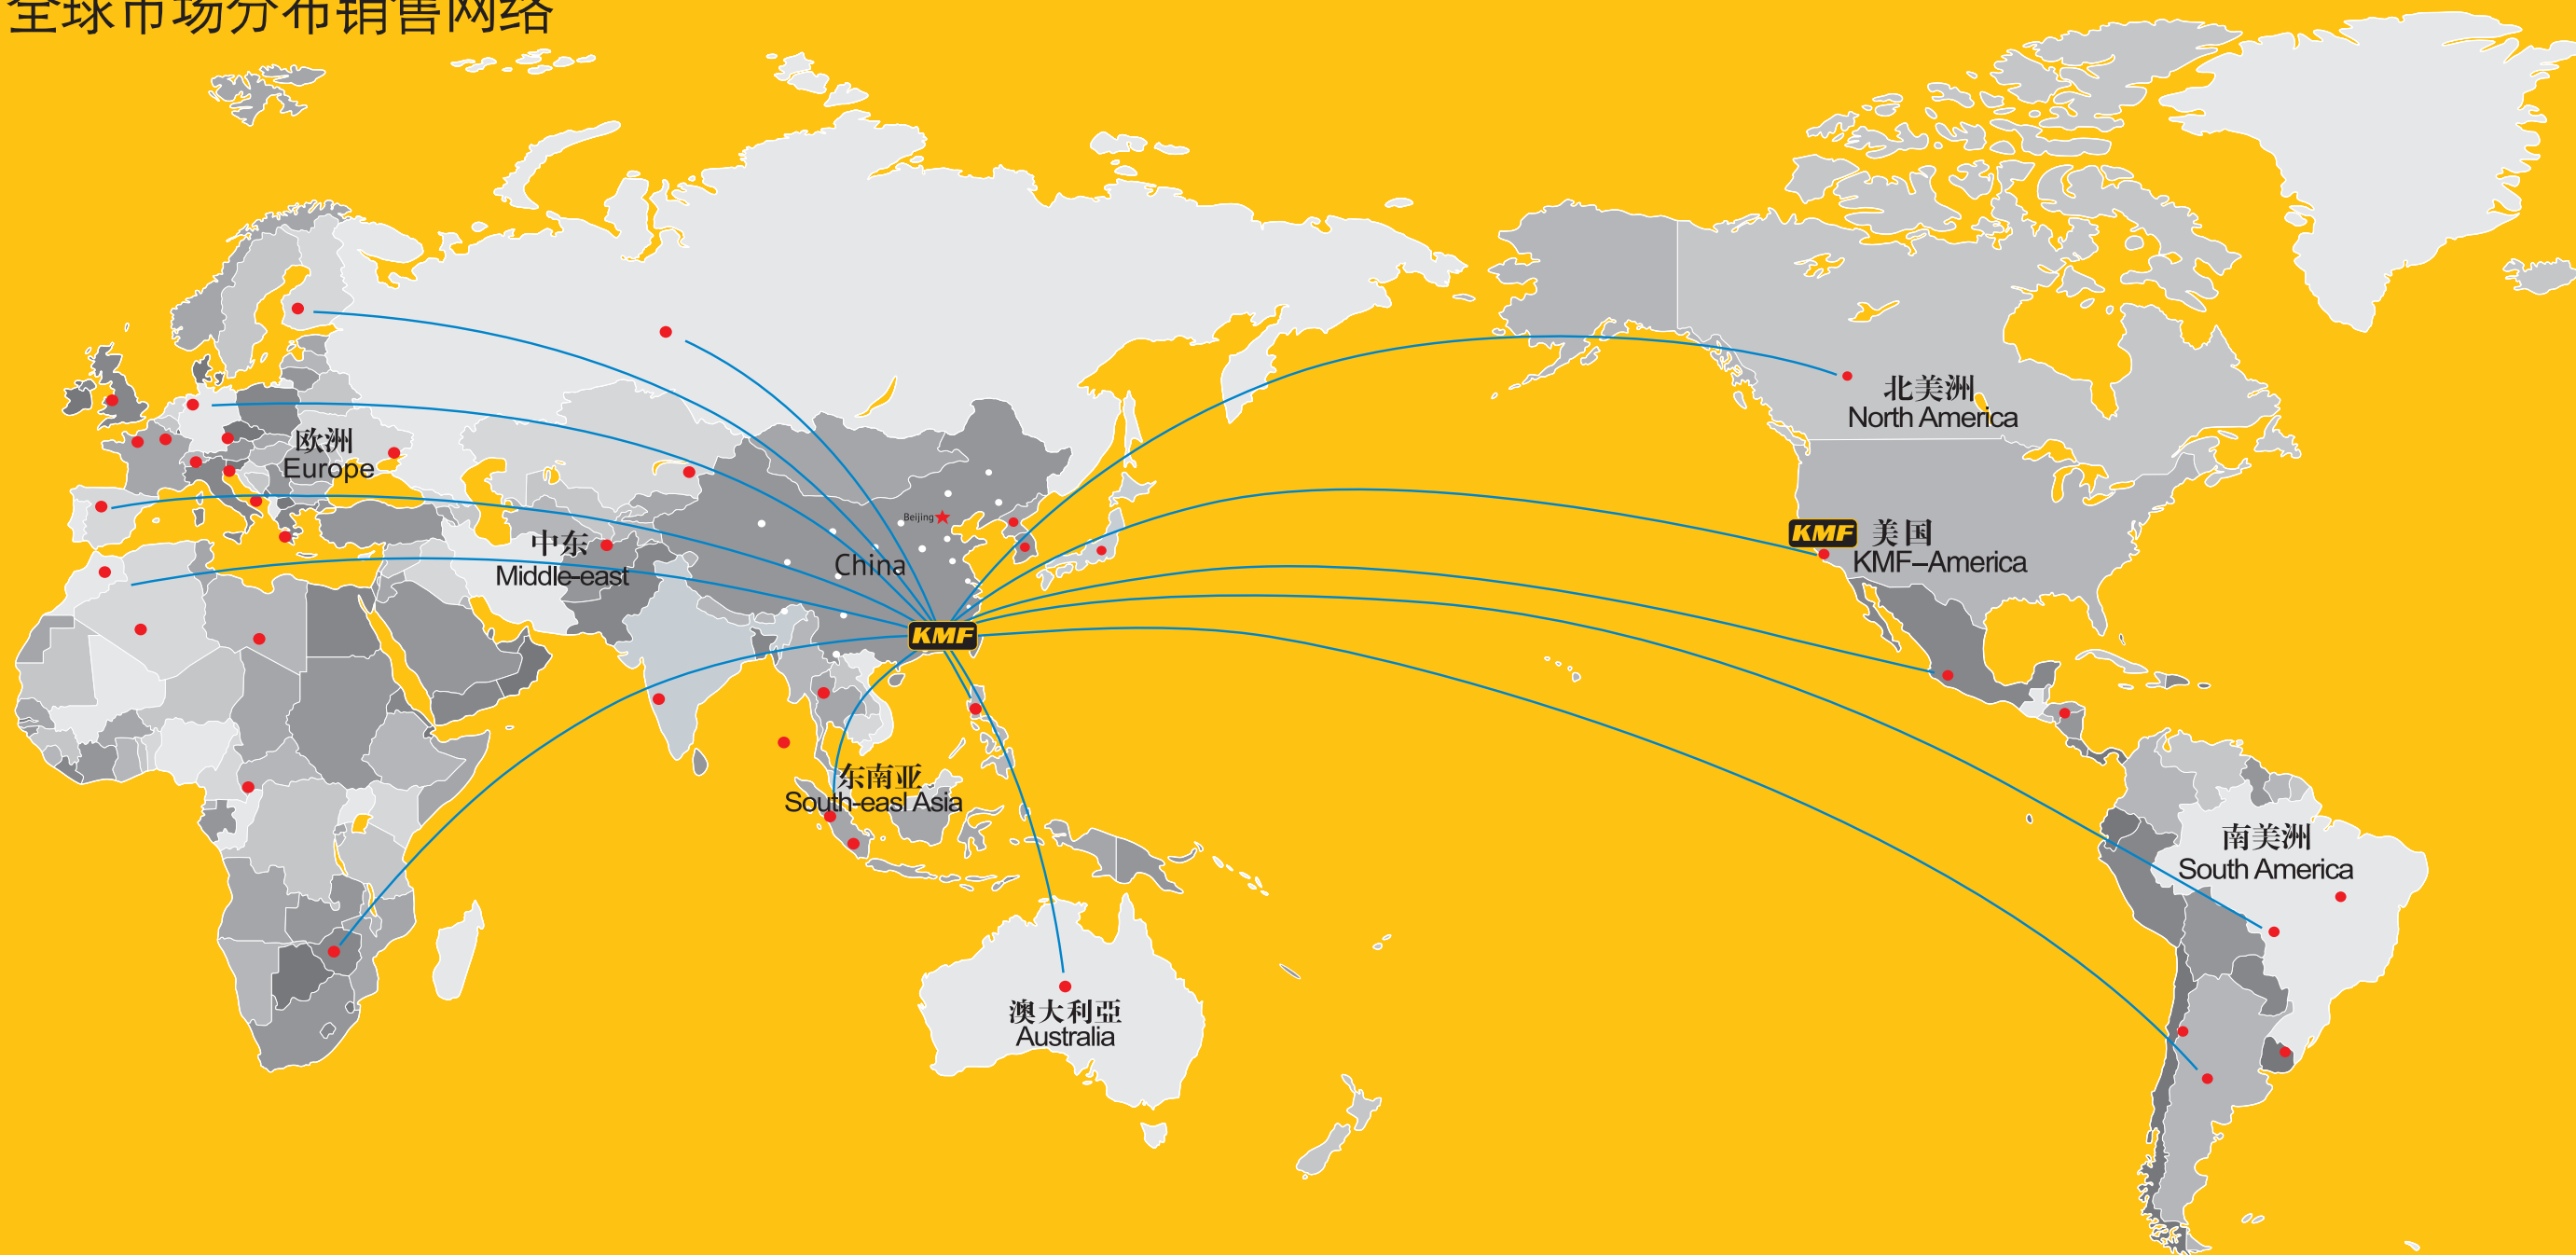 全球市场分布销售网络
北美洲
North America
欧洲
Europe
Beijing
KMF
美国
KMF-America
中东
Middle-east
China
KMF
东南亚
South-easl Asia
南美洲
South America
澳大利亞
Australia